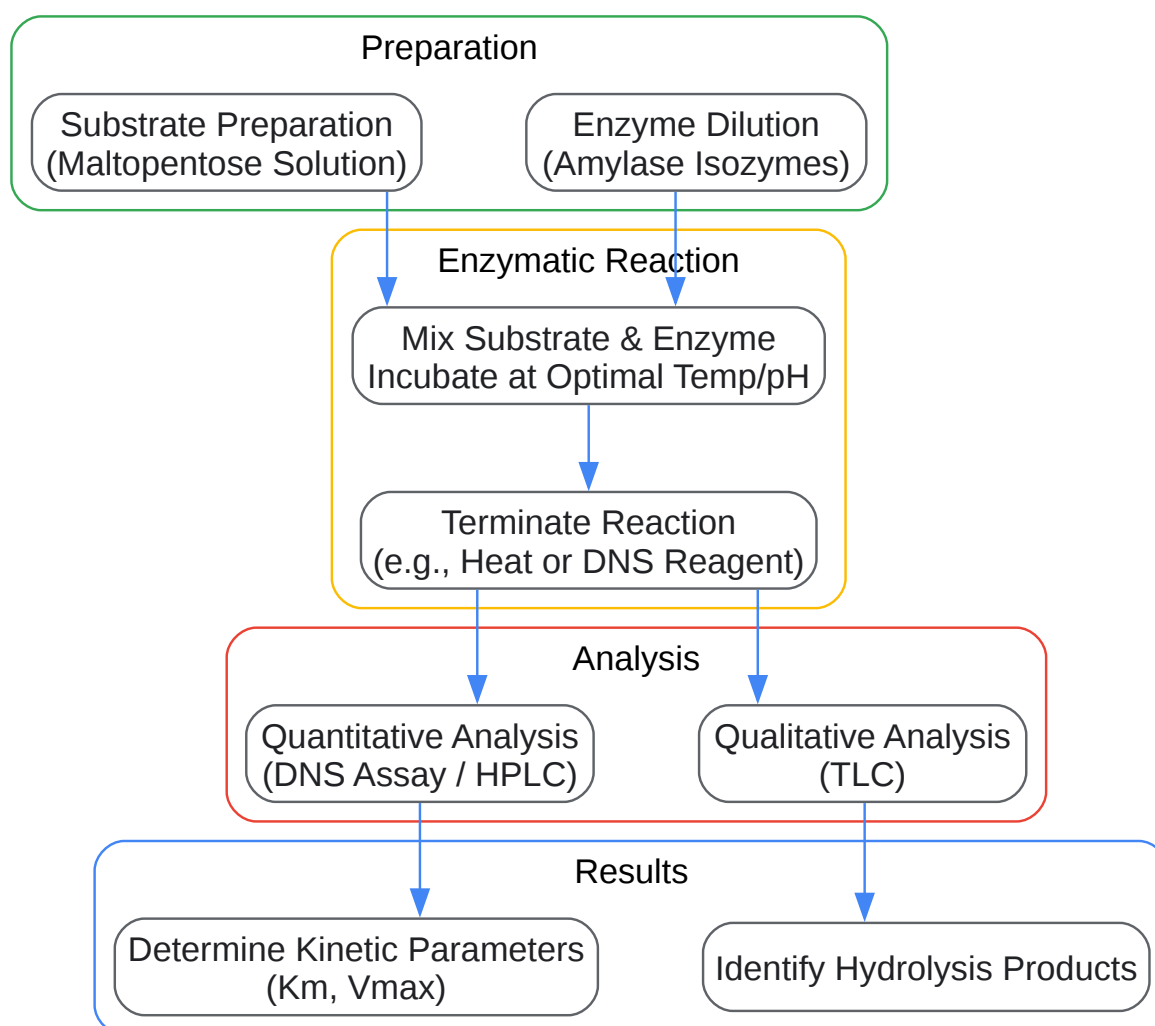 Preparation
Substrate Preparation
(Maltopentose Solution)
Enzyme Dilution
(Amylase Isozymes)
Enzymatic Reaction
Mix Substrate & Enzyme
Incubate at Optimal Temp/pH
Terminate Reaction
(e.g., Heat or DNS Reagent)
Analysis
Quantitative Analysis
(DNS Assay / HPLC)
Qualitative Analysis
(TLC)
Results
Determine Kinetic Parameters
(Km, Vmax)
Identify Hydrolysis Products